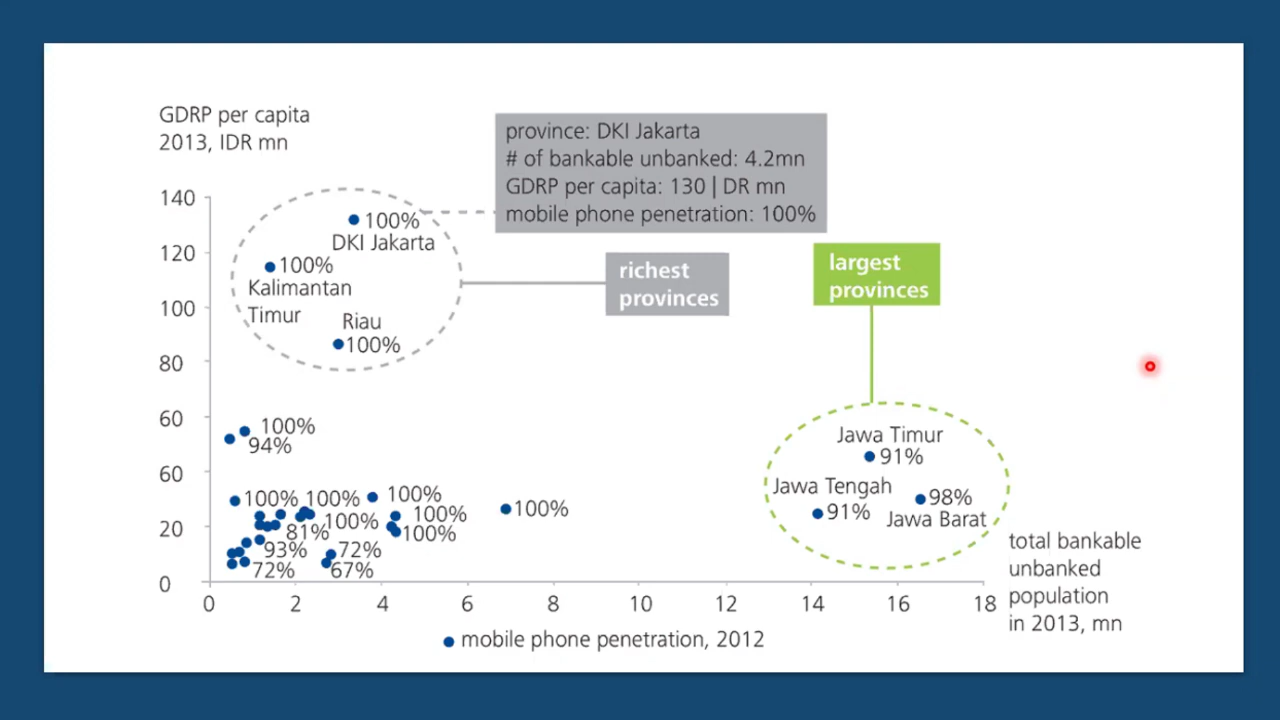 GDRP per capita
2013, IDR mn
province: DKI Jakarta
# of bankable unbanked: 4.2mn
GDRP per capita: 130 | DR mn
mobile phone penetration: 100%
richest
provinces
largest
provinces
140
120
100
80
60
60
20
0
100%
DKI Jakarta
100%
Kalimantan
Timur
Riau
100%
100%
94%
100%
100%
100%
100%
100%
81%
100%
100%
93%
72%
72%
67%
Jawa Timur
91%
Jawa Tengah
91%
98%
Jawa Barat
0 2 4 6 8 10 12 14 16 18
total bankable
unbanked
population
in 2013, mn
mobile phone penetration, 2012